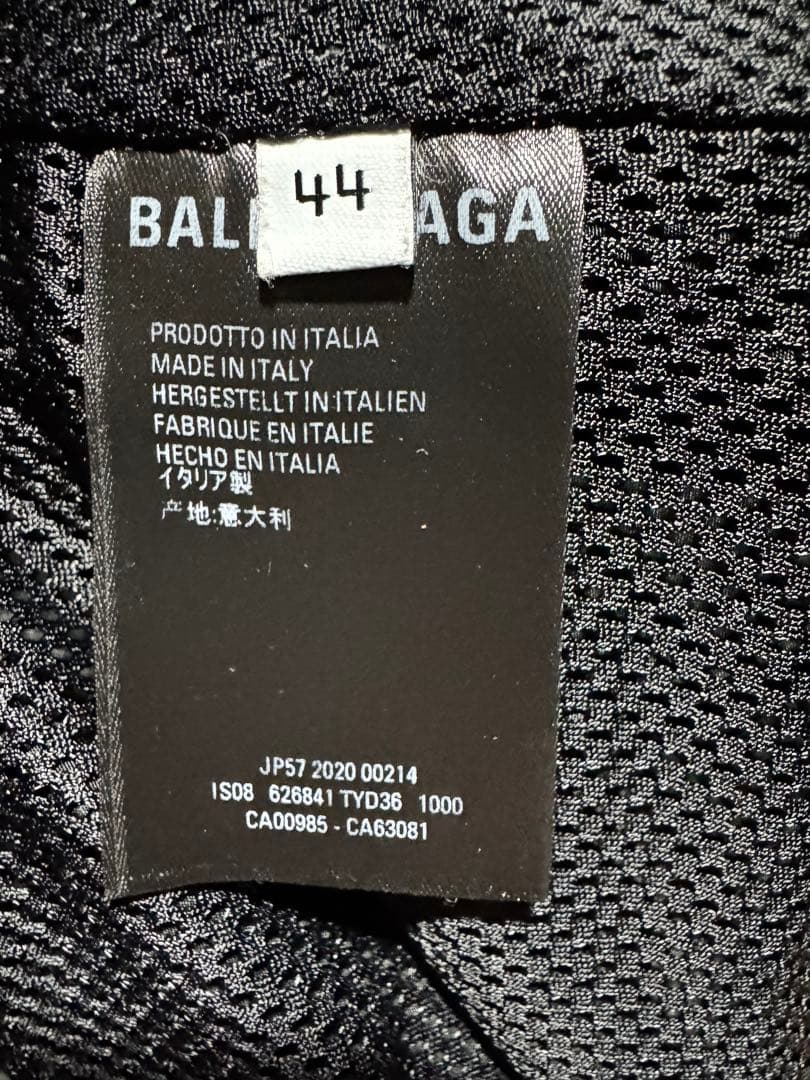 44
BAL AGA
PRODOTTO IN ITALIA
MADE IN ITALY
HERGESTELLT IN ITALIEN
FABRIQUE EN ITALIE
HECHO EN ITALIA
イタリア製
产地:意大利
JP57 2020 00214
IS08 626841 TYD36 1000
CA00985 - CA63081